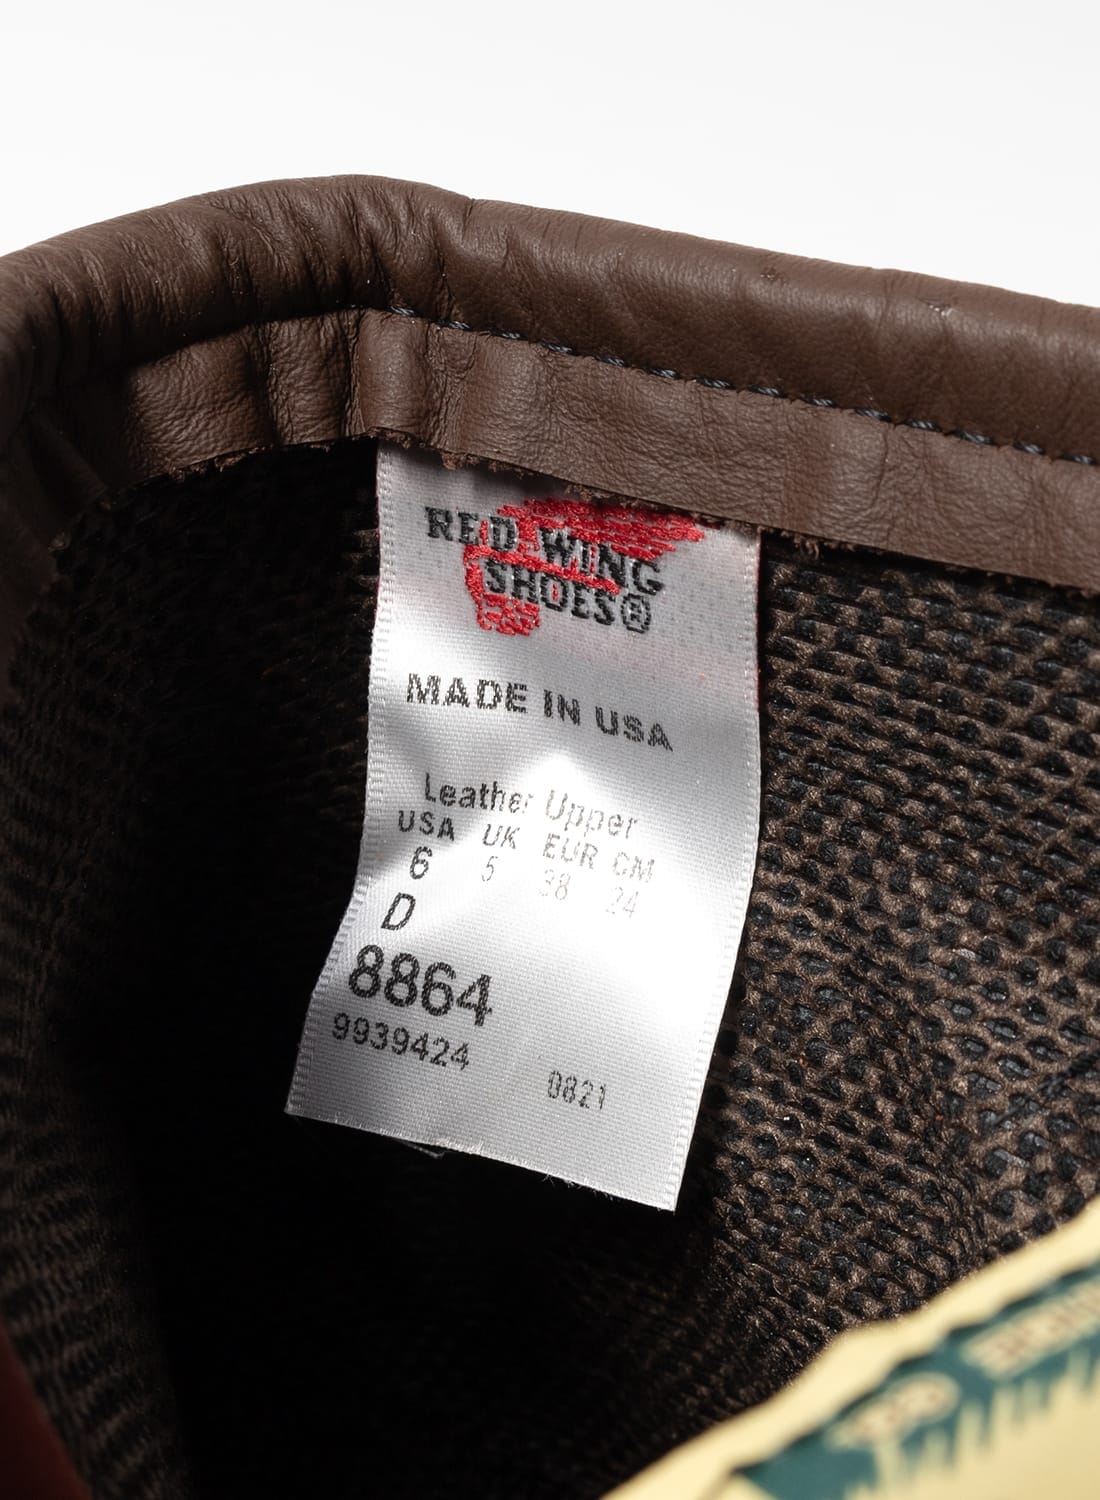 RED WING
SHOES®
MADE IN USA
Leather Upper
USA UK EUR CM
6 5 38 24
D
8864
9939424
0821